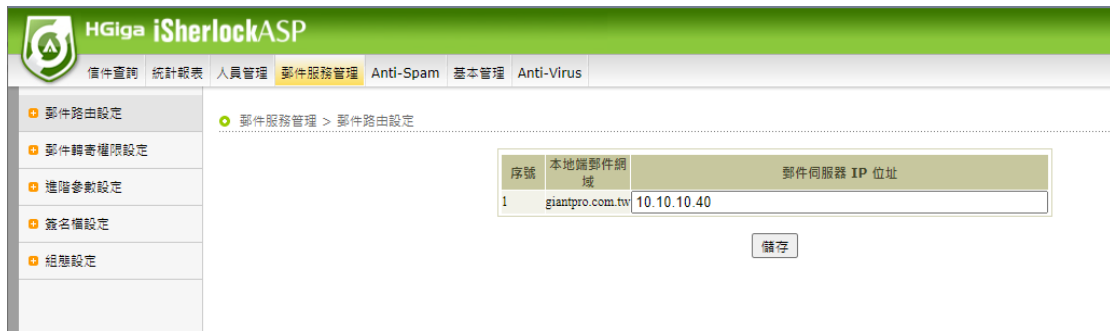 HGiga iSherlockASP
信件查詢 統計報表 人員管理 郵件服務管理 Anti-Spam 基本管理 Anti-Virus
郵件路由設定
郵件轉寄權限設定
進階參數設定
簽名檔設定
組態設定
郵件服務管理 > 郵件路由設定
序號 本地端郵件網域 郵件伺服器 IP 位址
1 giantpro.com.tw 10.10.10.40
儲存